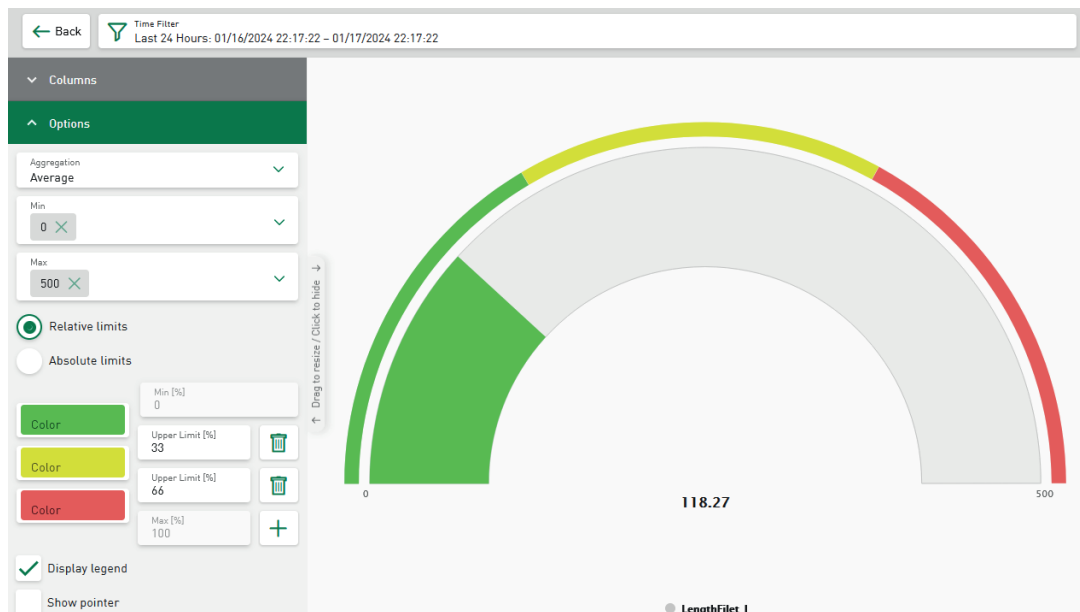 Back
Time Filter
Last 24 Hours: 01/16/2024 22:17:22 – 01/17/2024 22:17:22
Columns
Options
Aggregation
Average
Min
0
Max
500
Relative limits
Absolute limits
Min [%]
0
Color
Upper Limit [%]
33
Color
Upper Limit [%]
66
Color
Max [%]
100
Display legend
Show pointer
Drag to resize / Click to hide
0
118.27
500